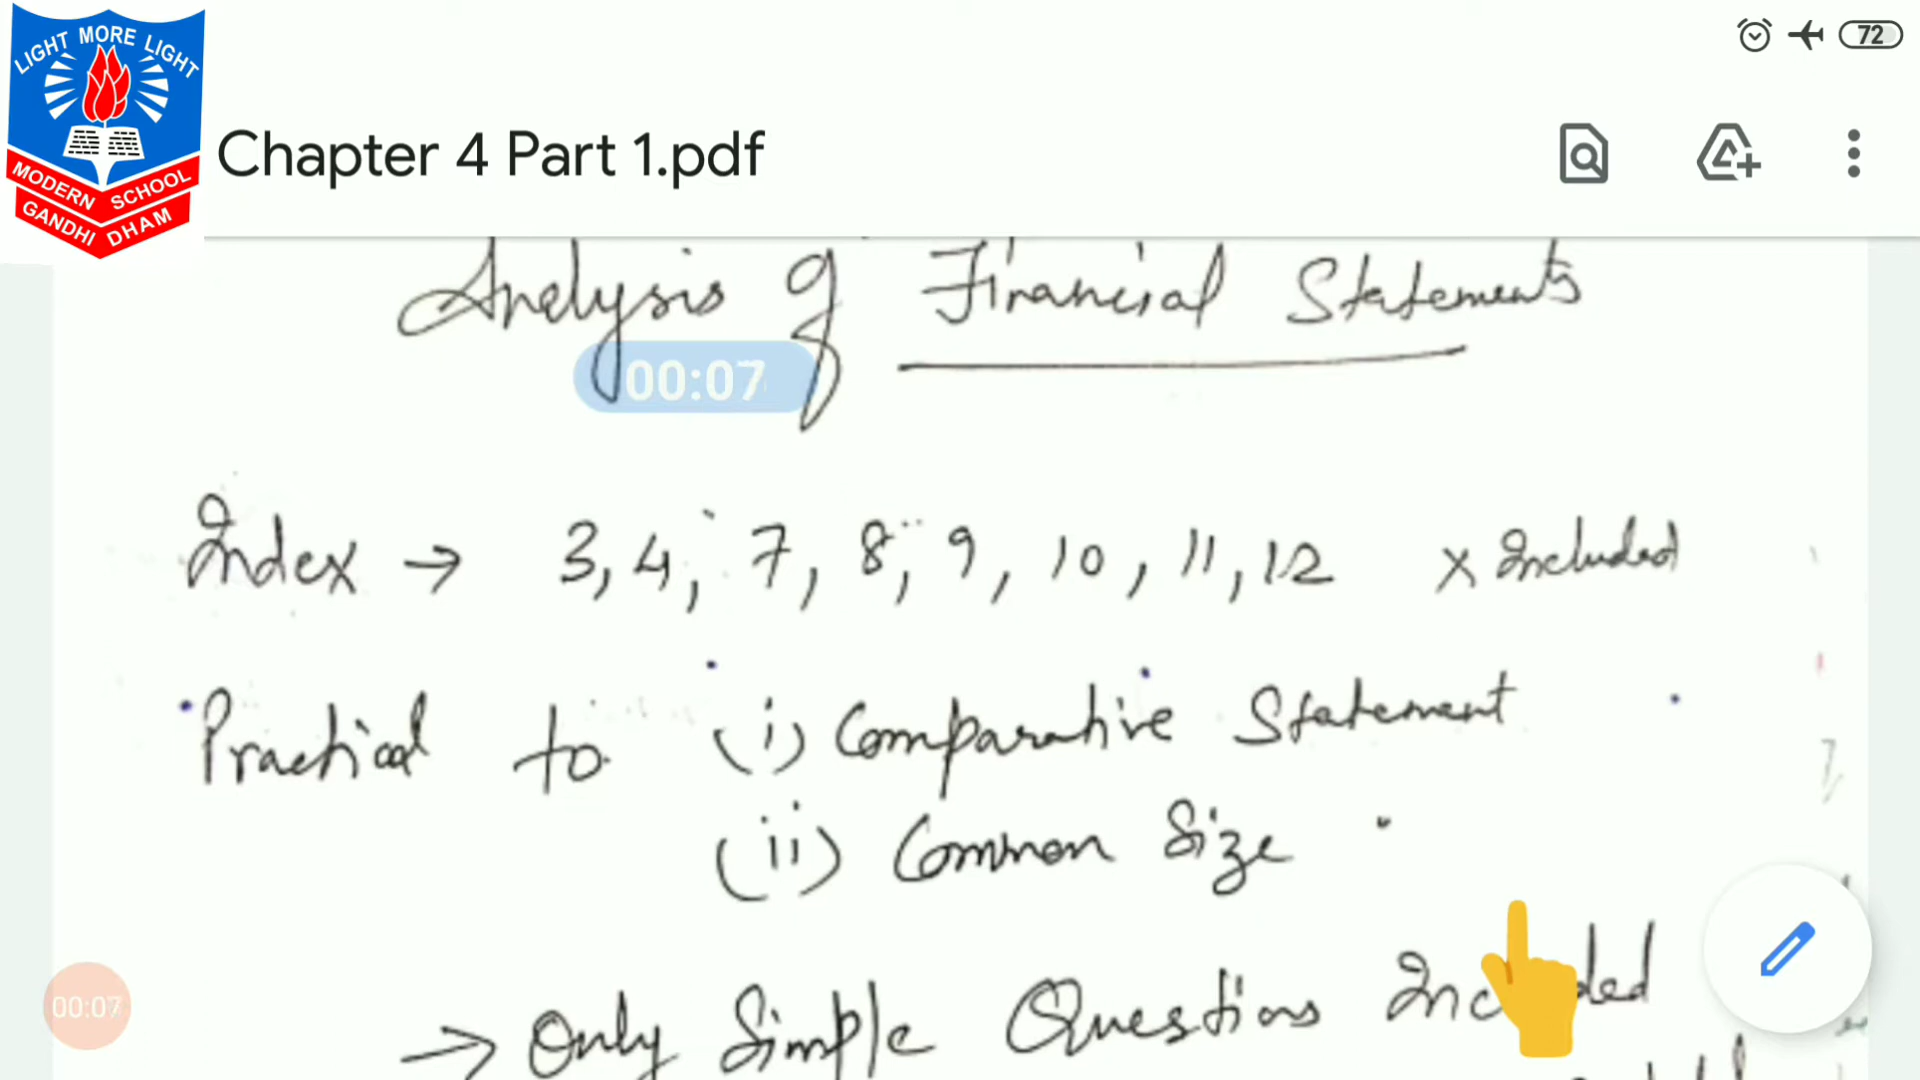 LIGHT MORE LIGHT
MODERN SCHOOL
GANDHI DHAM
72
Chapter 4 Part 1.pdf
Analysis of Financial Statements
00:07
Index → 3, 4, 7, 8, 9, 10, 11, 12 x Included
Practical to (i) Comparative Statement
(ii) Common Size
→ Only Simple Questions Included
00:07